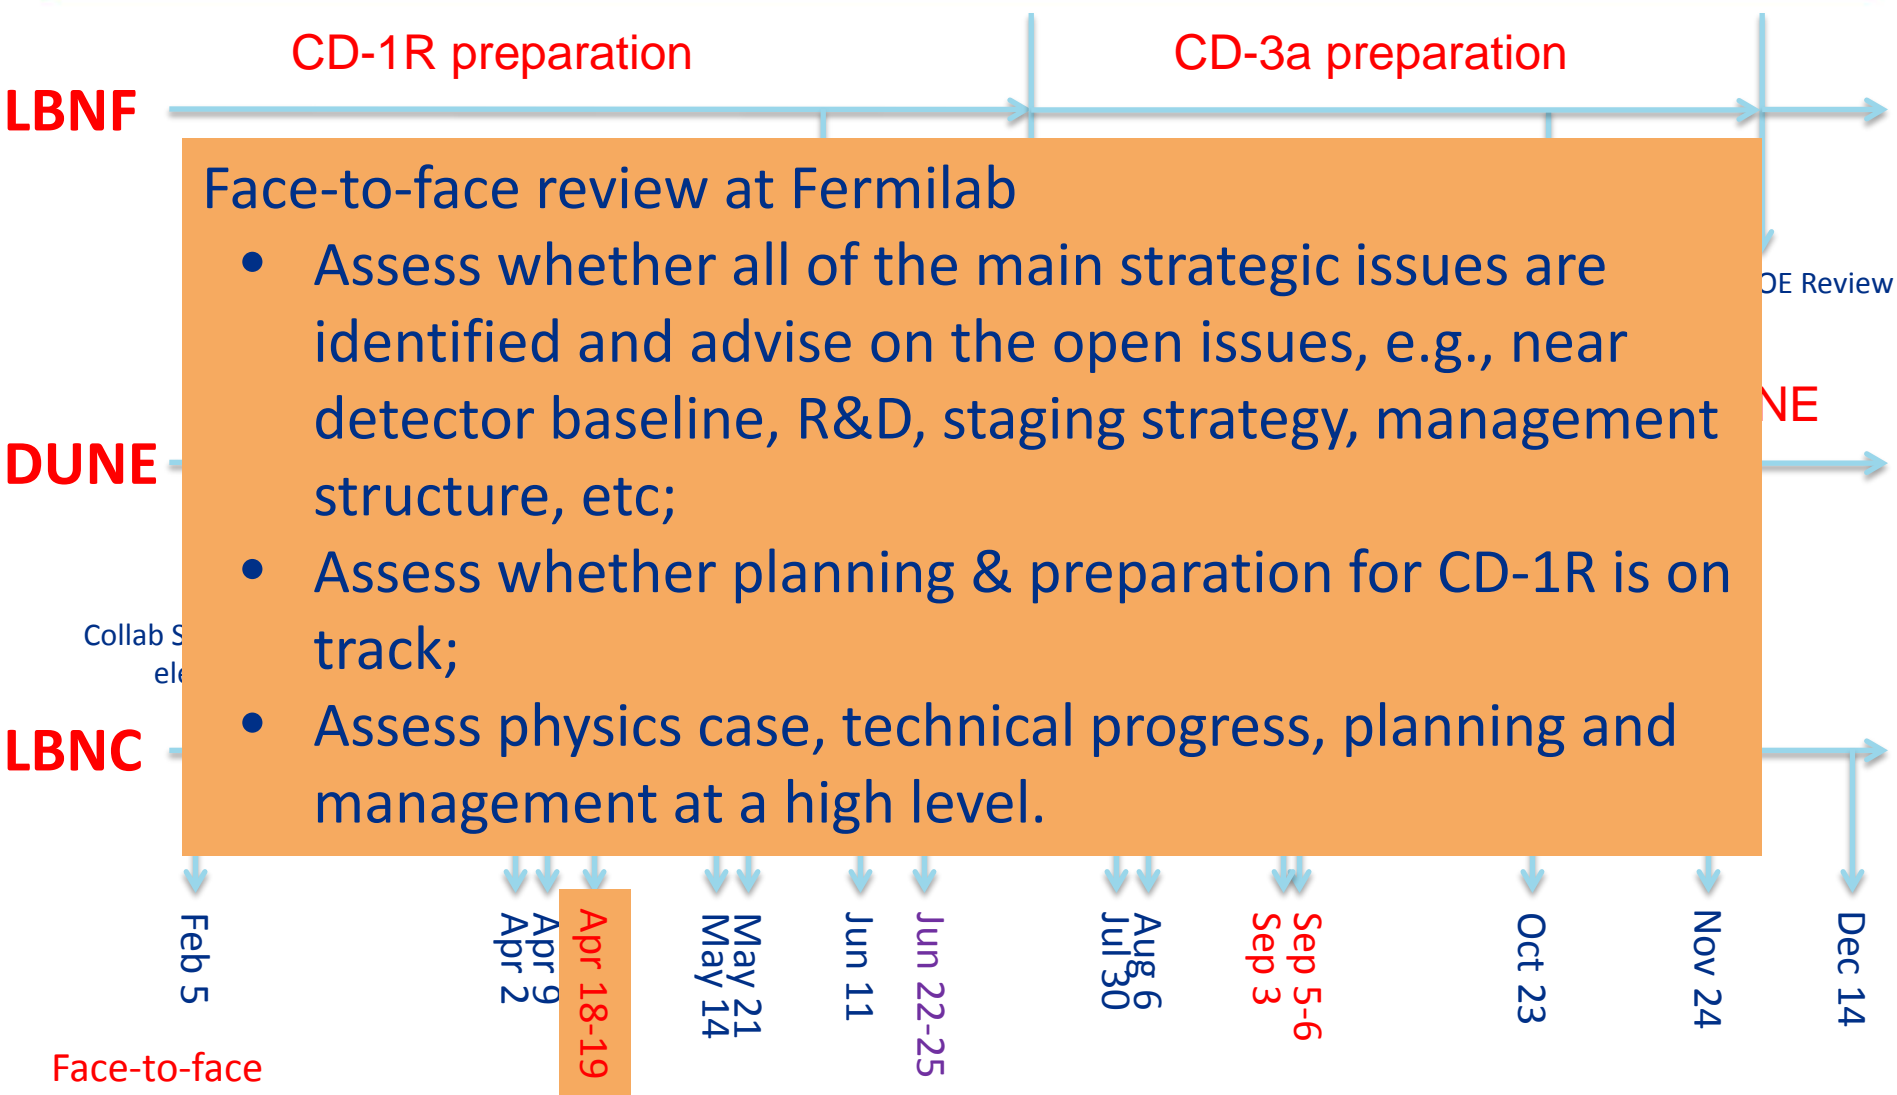 CD-1R preparation
CD-3a preparation
LBNF
Face-to-face review at Fermilab
• Assess whether all of the main strategic issues are
identified and advise on the open issues, e.g., near
detector baseline, R&D, staging strategy, management
structure, etc;
• Assess whether planning & preparation for CD-1R is on
track;
• Assess physics case, technical progress, planning and
management at a high level.
OE Review
NE
DUNE
Collab S
ele
LBNC
Feb 5
Apr 2
Apr 9
Apr 18-19
May 14
May 21
Jun 11
Jun 22-25
Jul 30
Aug 6
Sep 3
Sep 5-6
Oct 23
Nov 24
Dec 14
Face-to-face